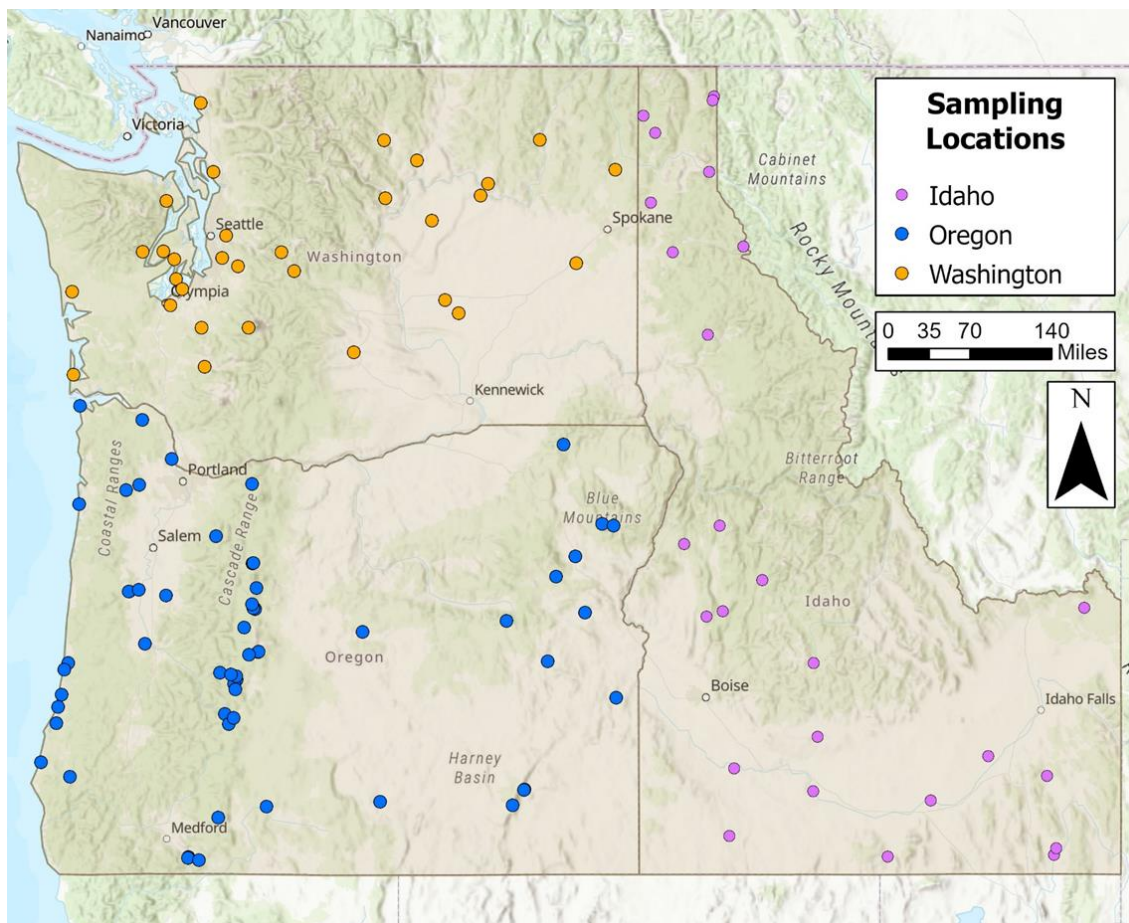 Vancouver
Nanaimo
Victoria
Seattle
Olympia
Washington
Spokane
Kennewick
Cabinet
Mountains
Rocky Mounta
Sampling
Locations
Idaho
Oregon
Washington
0 35 70 140
Miles
N
Coastal Ranges
Portland
Salem
Cascade Range
Blue
Mountains
Bitterroot
Range
Oregon
Idaho
Boise
Idaho Falls
Harney
Basin
Medford